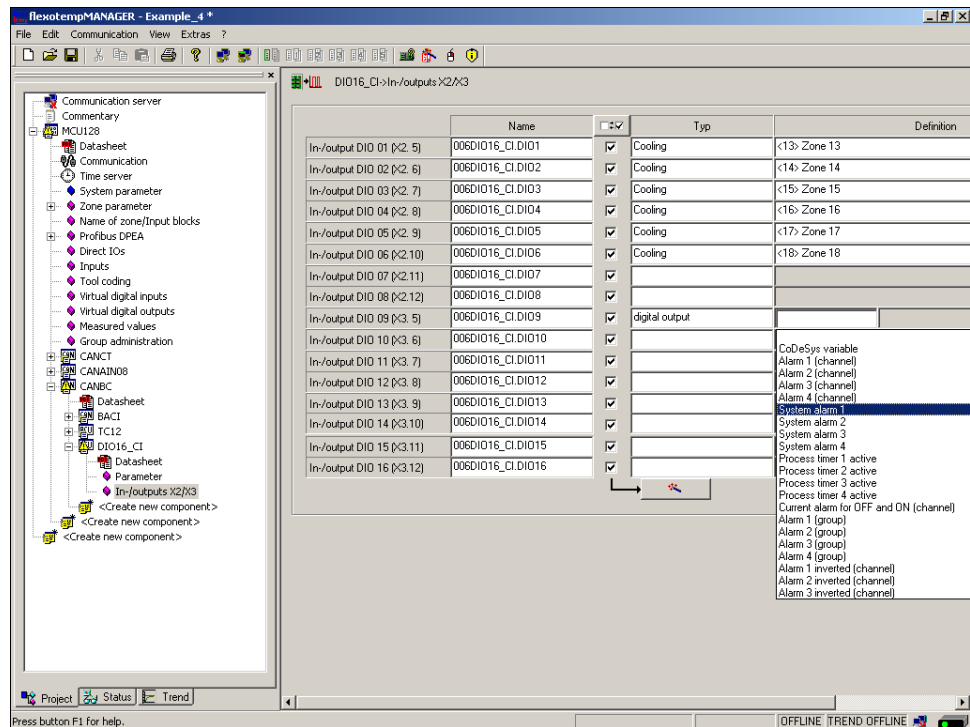 flexotempMANAGER - Example_4 *
File Edit Communication View Extras ?
DIO16_CI->In-/outputs X2/X3
Communication server
Commentary
MCU128
Datasheet
Communication
Time server
System parameter
Zone parameter
Name of zone/Input blocks
Profibus DPEA
Direct IOs
Inputs
Tool coding
Virtual digital inputs
Virtual digital outputs
Measured values
Group administration
CANCT
CANAIN08
CANBC
Datasheet
BACI
TC12
DIO16_CI
Datasheet
Parameter
In-/outputs X2/X3
<Create new component>
<Create new component>
<Create new component>
Name Typ Definition
In-/output DIO 01 (X2. 5) 006DIO16_CI.DIO1 Cooling <13> Zone 13
In-/output DIO 02 (X2. 6) 006DIO16_CI.DIO2 Cooling <14> Zone 14
In-/output DIO 03 (X2. 7) 006DIO16_CI.DIO3 Cooling <15> Zone 15
In-/output DIO 04 (X2. 8) 006DIO16_CI.DIO4 Cooling <16> Zone 16
In-/output DIO 05 (X2. 9) 006DIO16_CI.DIO5 Cooling <17> Zone 17
In-/output DIO 06 (X2.10) 006DIO16_CI.DIO6 Cooling <18> Zone 18
In-/output DIO 07 (X2.11) 006DIO16_CI.DIO7
In-/output DIO 08 (X2.12) 006DIO16_CI.DIO8
In-/output DIO 09 (X3. 5) 006DIO16_CI.DIO9 digital output
In-/output DIO 10 (X3. 6) 006DIO16_CI.DIO10
In-/output DIO 11 (X3. 7) 006DIO16_CI.DIO11
In-/output DIO 12 (X3. 8) 006DIO16_CI.DIO12
In-/output DIO 13 (X3. 9) 006DIO16_CI.DIO13
In-/output DIO 14 (X3.10) 006DIO16_CI.DIO14
In-/output DIO 15 (X3.11) 006DIO16_CI.DIO15
In-/output DIO 16 (X3.12) 006DIO16_CI.DIO16
CoDeSys variable
Alarm 1 (channel)
Alarm 2 (channel)
Alarm 3 (channel)
Alarm 4 (channel)
System alarm 1
System alarm 2
System alarm 3
System alarm 4
Process timer 1 active
Process timer 2 active
Process timer 3 active
Process timer 4 active
Current alarm for OFF and ON (channel)
Alarm 1 (group)
Alarm 2 (group)
Alarm 3 (group)
Alarm 4 (group)
Alarm 1 inverted (channel)
Alarm 2 inverted (channel)
Alarm 3 inverted (channel)
Project Status Trend
Press button F1 for help.
OFFLINE TREND OFFLINE